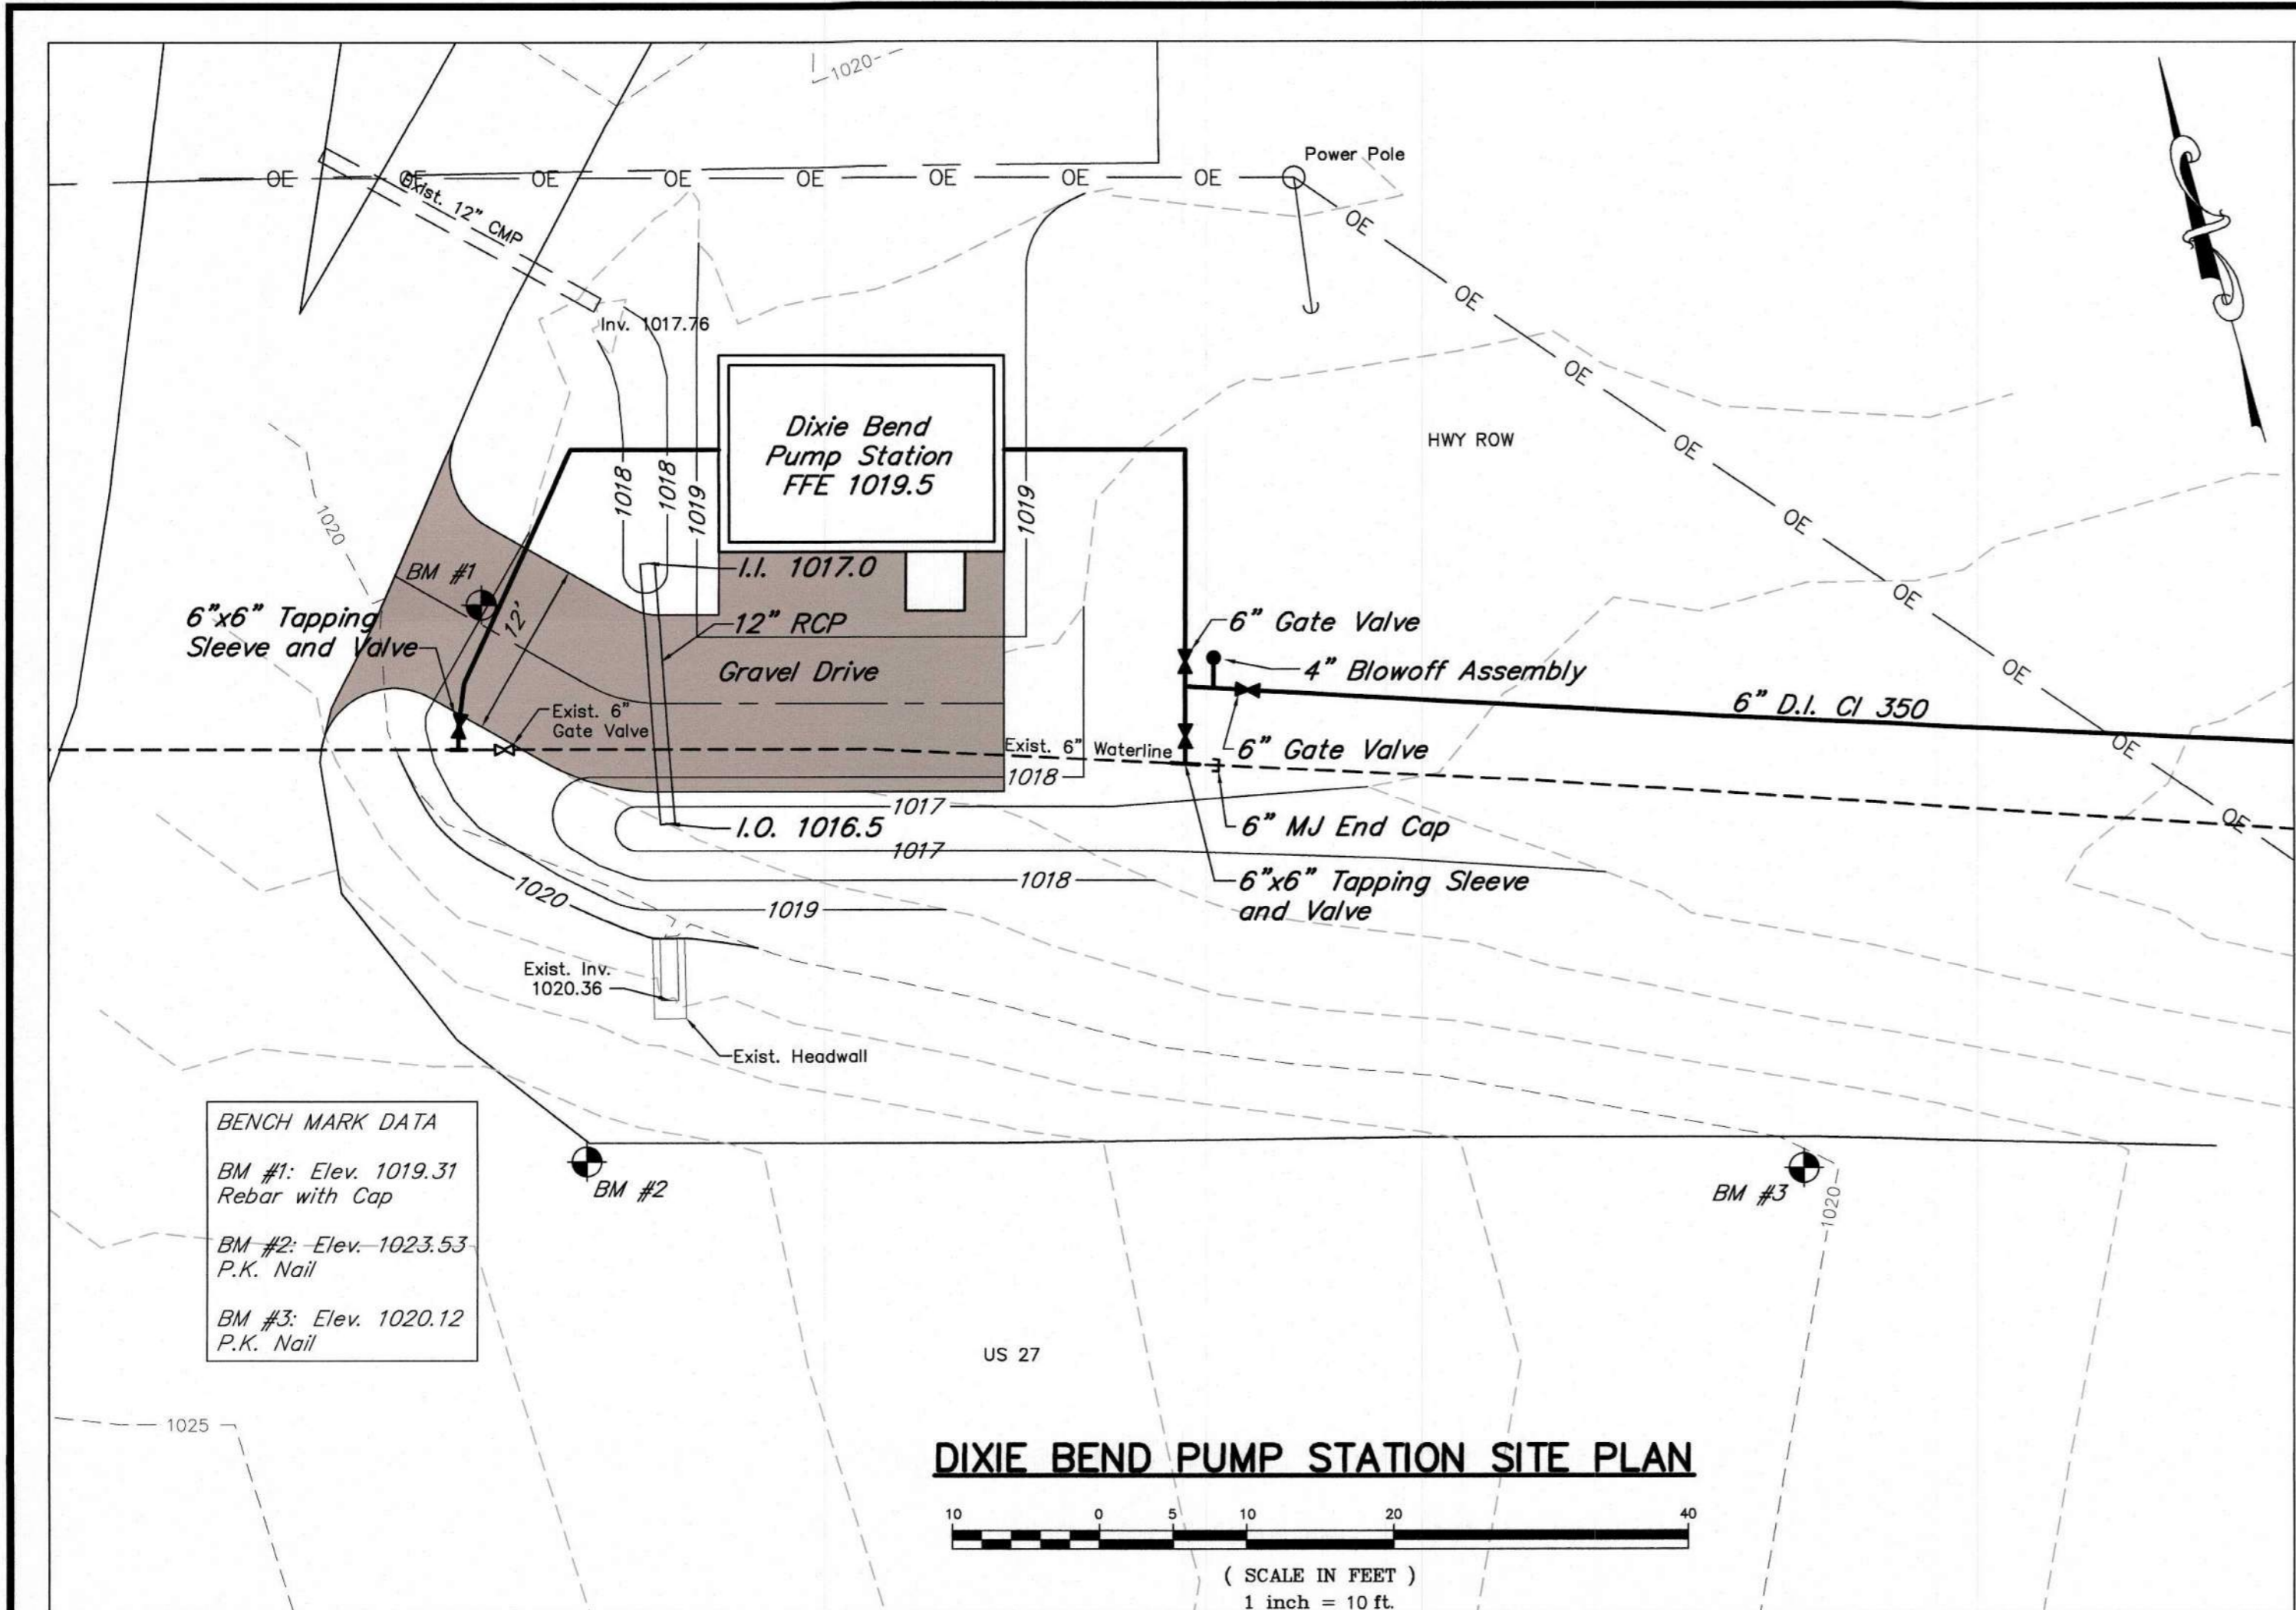 1020
Power Pole
OE OE OE OE OE OE OE OE
Exist. 12" CMP
OE
Inv. 1017.76
OE
OE
Dixie Bend
Pump Station
FFE 1019.5
HWY ROW
OE
1018
1018
1019
1019
1020
OE
I.I. 1017.0
BM #1
OE
6"x6" Tapping
Sleeve and Valve
12'
12" RCP
6" Gate Valve
Gravel Drive
4" Blowoff Assembly
OE
6" D.I. Cl 350
Exist. 6"
Gate Valve
Exist. 6" Waterline
6" Gate Valve
OE
1018
1017
I.O. 1016.5
6" MJ End Cap
OE
1017
1018
6"x6" Tapping Sleeve
and Valve
1020
1019
Exist. Inv.
1020.36
Exist. Headwall
BENCH MARK DATA
BM #1: Elev. 1019.31
Rebar with Cap
BM #2: Elev. 1023.53
P.K. Nail
BM #3: Elev. 1020.12
P.K. Nail
BM #2
BM #3
1020
US 27
1025
DIXIE BEND PUMP STATION SITE PLAN
10 0 5 10 20 40
( SCALE IN FEET )
1 inch = 10 ft.